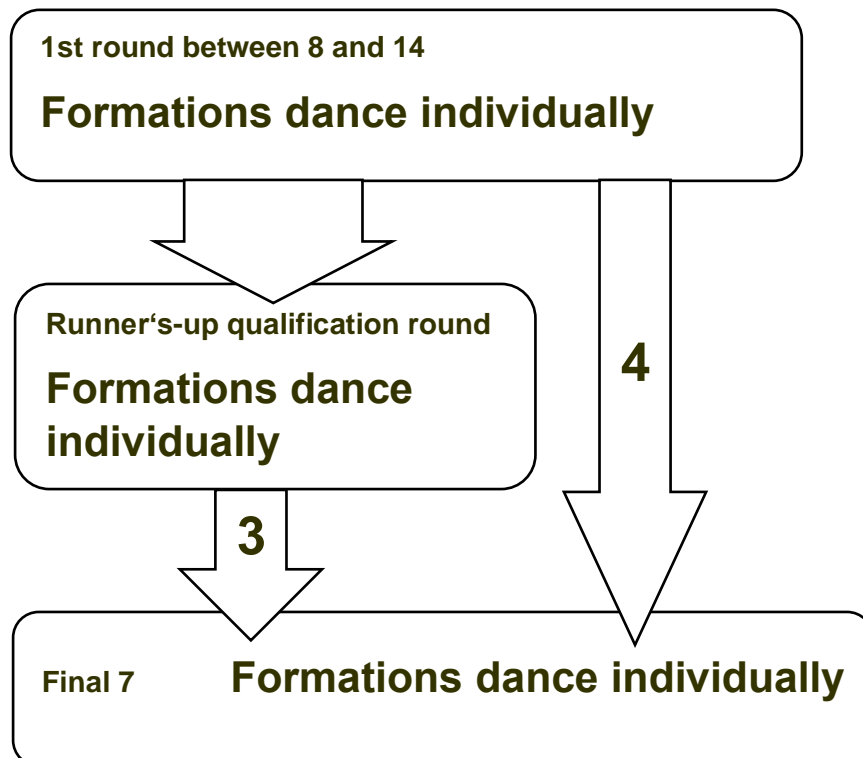 1st round between 8 and 14
Formations dance individually
Runner‘s-up qualification round
Formations dance
individually
4
3
Final 7 Formations dance individually